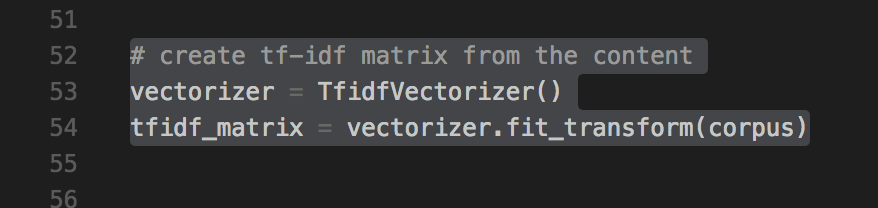 51
52 # create tf-idf matrix from the content
53 vectorizer = TfidfVectorizer()
54 tfidf_matrix = vectorizer.fit_transform(corpus)
55
56